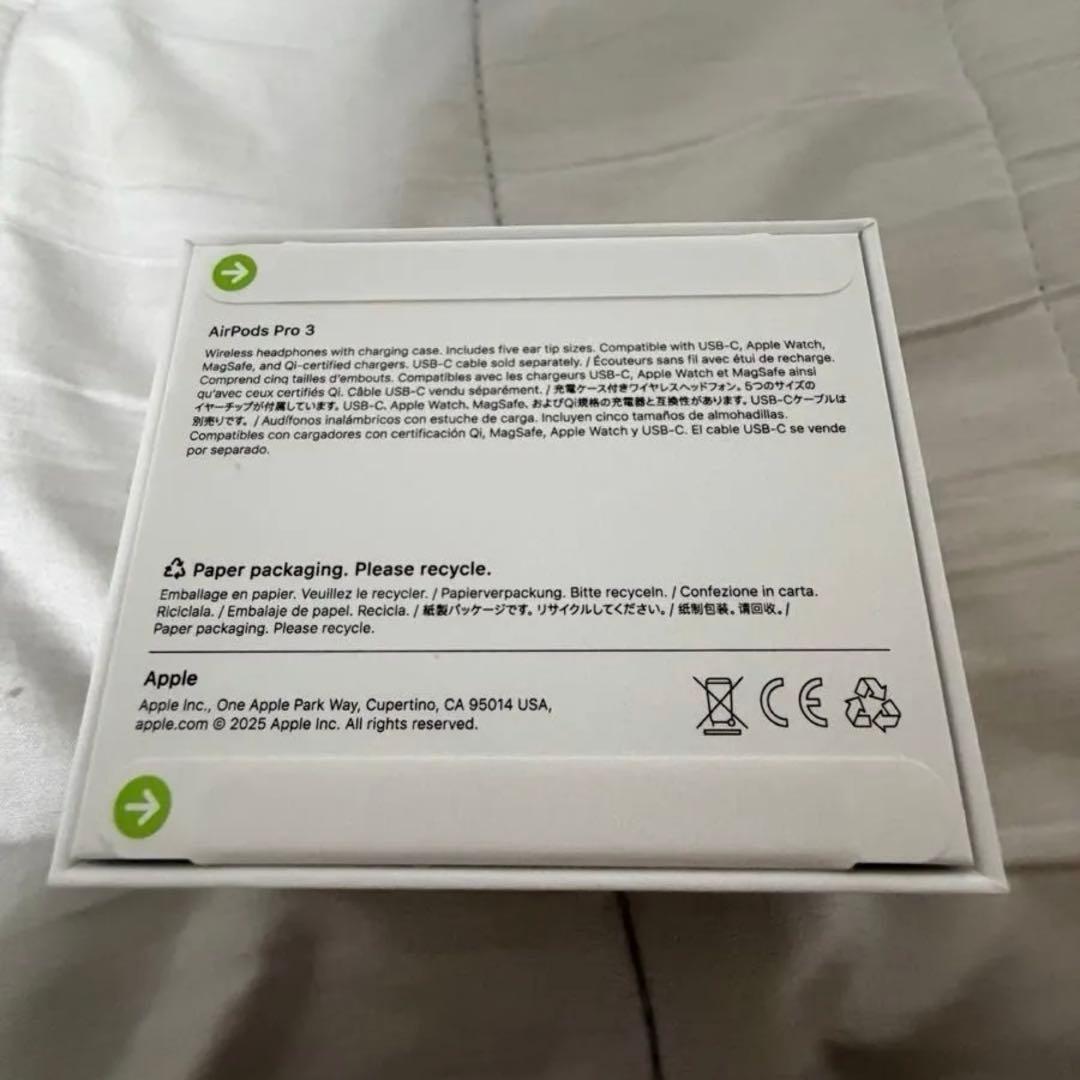 AirPods Pro 3
Wireless headphones with charging case. Includes five ear tip sizes. Compatible with USB-C, Apple Watch,
MagSafe, and Qi-certified chargers. USB-C cable sold separately. / Écouteurs sans fil avec étui de recharge.
Comprend cinq tailles d'embouts. Compatibles avec les chargeurs USB-C, Apple Watch et MagSafe ainsi
qu'avec ceux certifiés Qi. Câble USB-C vendu séparément. / 充電ケース付きワイヤレスヘッドフォン。5つのサイズの
イヤーチップが付属しています。USB-C、Apple Watch、MagSafe、およびQi規格の充電器と互換性があります。USB-Cケーブルは
別売りです。 / Audífonos inalámbricos con estuche de carga. Incluyen cinco tamaños de almohadillas.
Compatibles con cargadores con certificación Qi, MagSafe, Apple Watch y USB-C. El cable USB-C se vende
por separado.
Paper packaging. Please recycle.
Emballage en papier. Veuillez le recycler. / Papierverpackung. Bitte recyceln. / Confezione in carta.
Riciclala. / Embalaje de papel. Recicla. / 紙製パッケージです。リサイクルしてください。 / 纸制包装。请回收。 /
Paper packaging. Please recycle.
Apple
Apple Inc., One Apple Park Way, Cupertino, CA 95014 USA,
apple.com © 2025 Apple Inc. All rights reserved.
CE